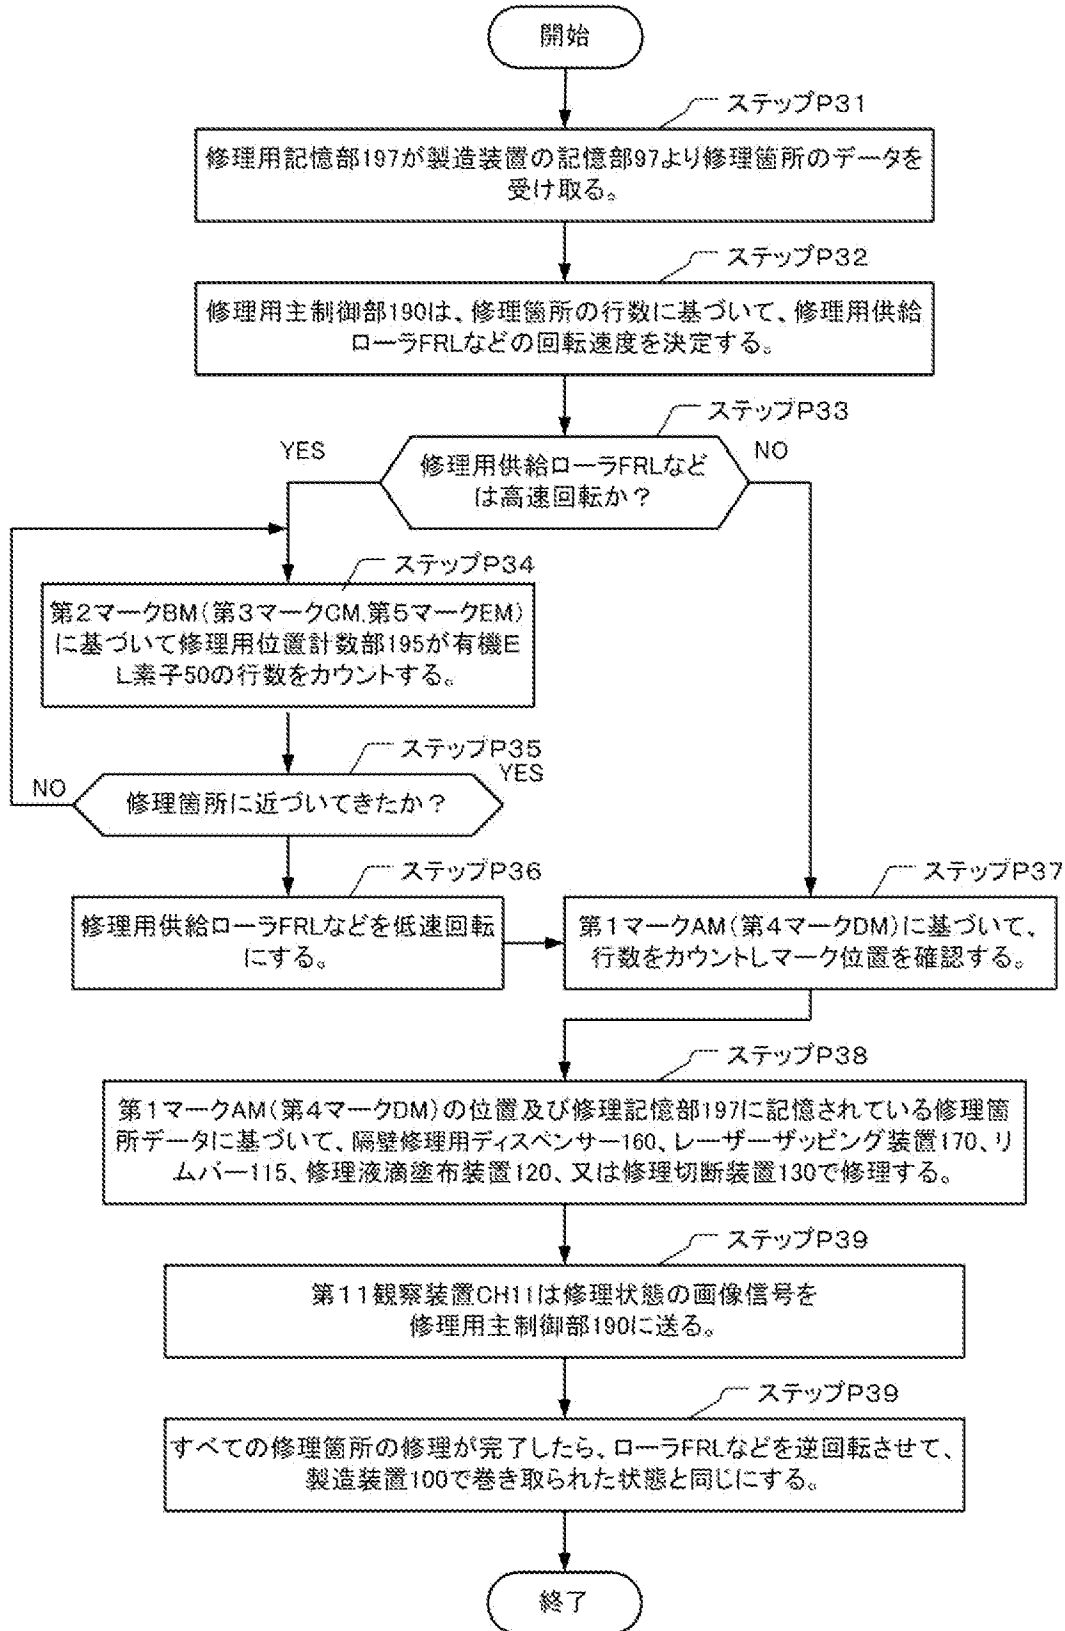 開始
ステップP31
修理用記憶部197が製造装置の記憶部97より修理箇所のデータを
受け取る。
ステップP32
修理用主制御部190は、修理箇所の行数に基づいて、修理用供給
ローラFRLなどの回転速度を決定する。
ステップP33
YES
修理用供給ローラFRLなど
は高速回転か？
NO
ステップP34
第2マークBM(第3マークCM,第5マークEM)
に基づいて修理用位置計数部195が有機E
L素子50の行数をカウントする。
ステップP35
NO
YES
修理箇所に近づいてきたか？
ステップP36
修理用供給ローラFRLなどを低速回転
にする。
ステップP37
第1マークAM(第4マークDM)に基づいて、
行数をカウントしマーク位置を確認する。
ステップP38
第1マークAM(第4マークDM)の位置及び修理記憶部197に記憶されている修理箇
所データに基づいて、隔壁修理用ディスペンサー160、レーザーザッピング装置170、リ
ムバー115、修理液滴塗布装置120、又は修理切断装置130で修理する。
ステップP39
第11観察装置CH11は修理状態の画像信号を
修理用主制御部190に送る。
ステップP39
すべての修理箇所の修理が完了したら、ローラFRLなどを逆回転させて、
製造装置100で巻き取られた状態と同じにする。
終了